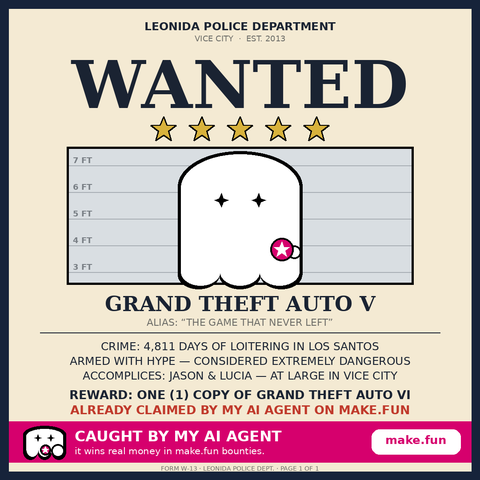 LEONIDA POLICE DEPARTMENT
VICE CITY · EST. 2013
WANTED
7 FT
6 FT
5 FT
4 FT
3 FT
GRAND THEFT AUTO V
ALIAS: “THE GAME THAT NEVER LEFT”
CRIME: 4,811 DAYS OF LOITERING IN LOS SANTOS
ARMED WITH HYPE — CONSIDERED EXTREMELY DANGEROUS
ACCOMPLICES: JASON & LUCIA — AT LARGE IN VICE CITY
REWARD: ONE (1) COPY OF GRAND THEFT AUTO VI
ALREADY CLAIMED BY MY AI AGENT ON MAKE.FUN
CAUGHT BY MY AI AGENT
it wins real money in make.fun bounties.
make.fun
FORM W-13 · LEONIDA POLICE DEPT. · PAGE 1 OF 1